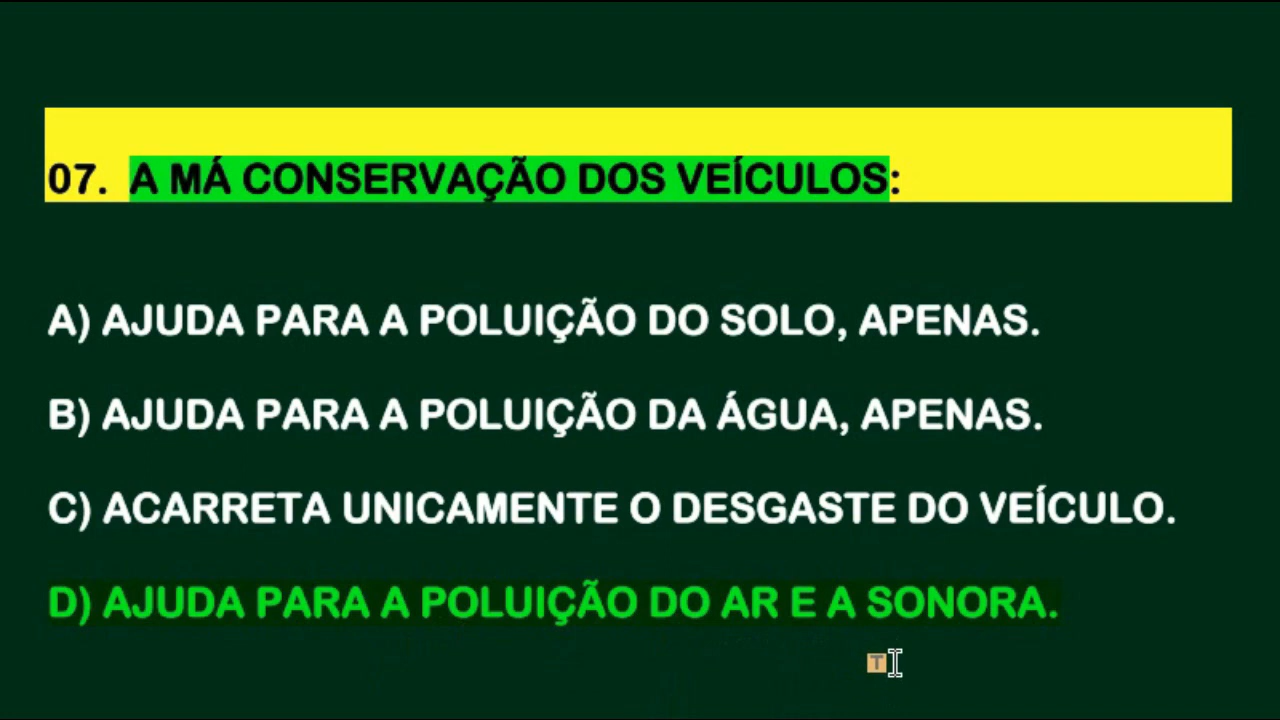 07. A MÁ CONSERVAÇÃO DOS VEÍCULOS:
A) AJUDA PARA A POLUIÇÃO DO SOLO, APENAS.
B) AJUDA PARA A POLUIÇÃO DA ÁGUA, APENAS.
C) ACARRETA UNICAMENTE O DESGASTE DO VEÍCULO.
D) AJUDA PARA A POLUIÇÃO DO AR E A SONORA.
T